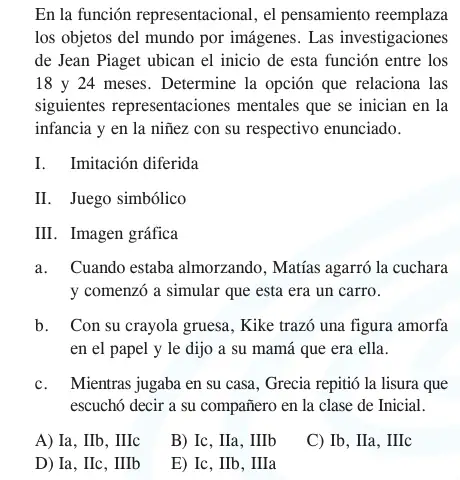 En la función representacional, el pensamiento reemplaza
los objetos del mundo por imágenes. Las investigaciones
de Jean Piaget ubican el inicio de esta función entre los
18 y 24 meses. Determine la opción que relaciona las
siguientes representaciones mentales que se inician en la
infancia y en la niñez con su respectivo enunciado.
I. Imitación diferida
II. Juego simbólico
III. Imagen gráfica
a. Cuando estaba almorzando, Matías agarró la cuchara
y comenzó a simular que esta era un carro.
b. Con su crayola gruesa, Kike trazó una figura amorfa
en el papel y le dijo a su mamá que era ella.
c. Mientras jugaba en su casa, Grecia repitió la lisura que
escuchó decir a su compañero en la clase de Inicial.
A) Ia, IIb, IIIc B) Ic, IIa, IIIb C) Ib, IIa, IIIc
D) Ia, IIc, IIIb E) Ic, IIb, IIIa